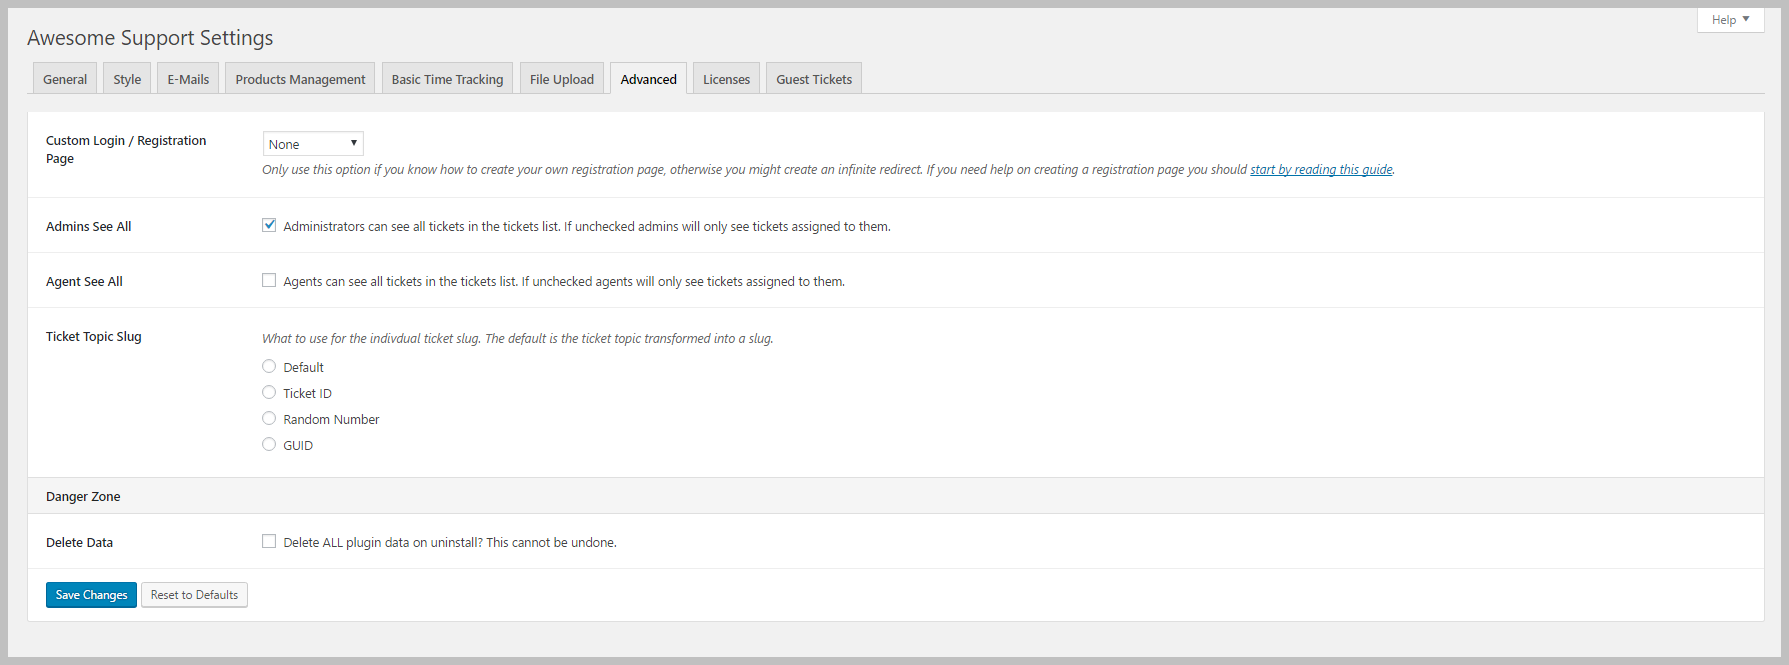 Help
Awesome Support Settings
General Style E-Mails Products Management Basic Time Tracking File Upload Advanced Licenses Guest Tickets
Custom Login / Registration
Page
None
Only use this option if you know how to create your own registration page, otherwise you might create an infinite redirect. If you need help on creating a registration page you should start by reading this guide.
Admins See All
Administrators can see all tickets in the tickets list. If unchecked admins will only see tickets assigned to them.
Agent See All
Agents can see all tickets in the tickets list. If unchecked agents will only see tickets assigned to them.
Ticket Topic Slug
What to use for the indivdual ticket slug. The default is the ticket topic transformed into a slug.
Default
Ticket ID
Random Number
GUID
Danger Zone
Delete Data
Delete ALL plugin data on uninstall? This cannot be undone.
Save Changes Reset to Defaults